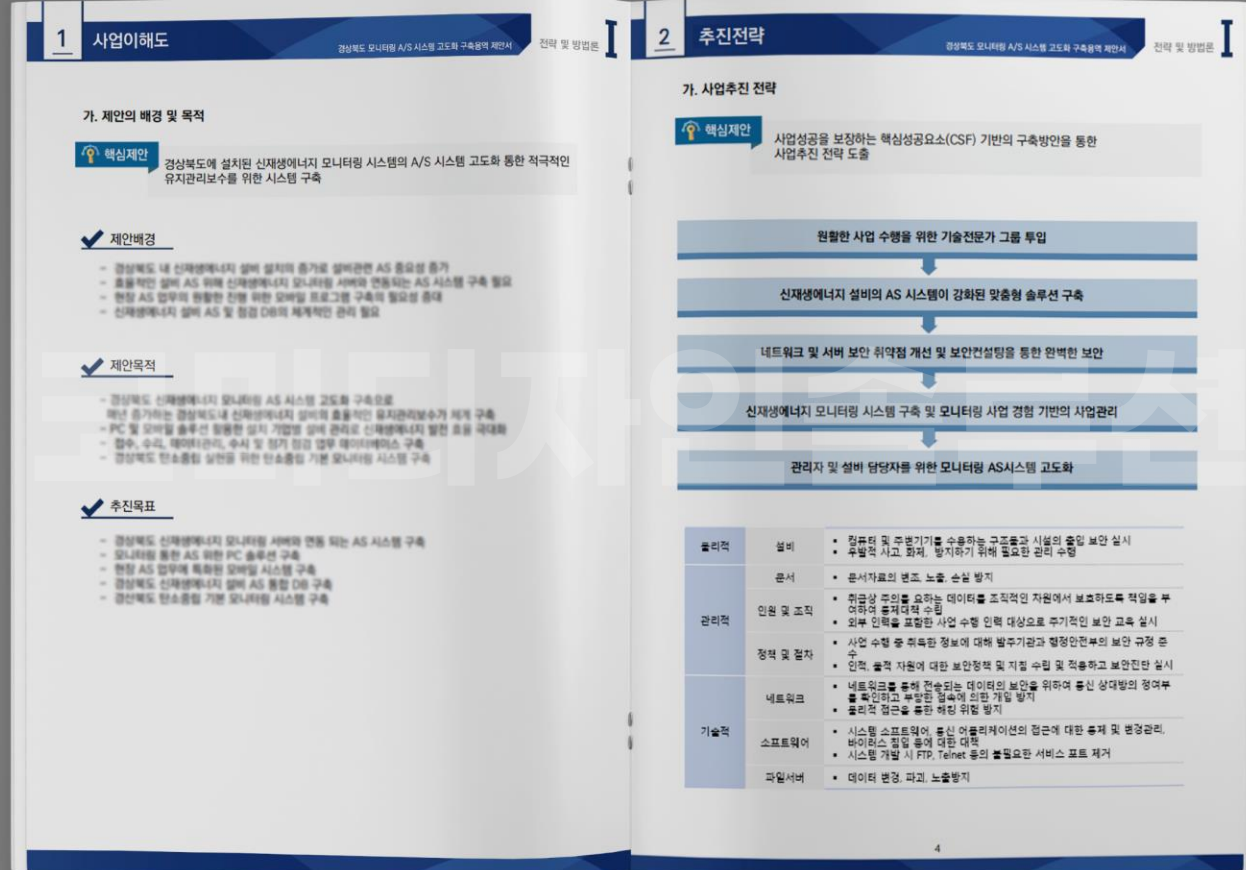 1
사업이해도
경상북도 모니터링 A/S 시스템 고도화 구축용역 제안서
전략 및 방법론
I
가. 제안의 배경 및 목적
핵심제안
경상북도에 설치된 신재생에너지 모니터링 시스템의 A/S 시스템 고도화 통한 적극적인
유지관리보수를 위한 시스템 구축
제안배경
- 경상북도 내 신재생에너지 설비 설치의 증가로 설비관련 AS 중요성 증가
- 효율적인 설비 AS 위해 신재생에너지 모니터링 서버와 연동되는 AS 시스템 구축 필요
- 현장 AS 업무의 원활한 진행 위한 모바일 프로그램 구축의 필요성 증대
- 신재생에너지 설비 AS 및 점검 DB의 체계적인 관리 필요
제안목적
- 경상북도 신재생에너지 모니터링 AS 시스템 고도화 구축으로
매년 증가하는 경상북도내 신재생에너지 설비의 효율적인 유지관리보수가 체계 구축
- PC 및 모바일 솔루션 활용한 설치 기업별 설비 관리로 신재생에너지 발전 효율 극대화
- 접수, 수리, 데이터관리, 수시 및 정기 점검 업무 데이터베이스 구축
- 경상북도 탄소중립 실현을 위한 탄소중립 기본 모니터링 시스템 구축
추진목표
- 경상북도 신재생에너지 모니터링 서버와 연동 되는 AS 시스템 구축
- 모니터링 통한 AS 위한 PC 솔루션 구축
- 현장 AS 업무에 특화된 모바일 시스템 구축
- 경상북도 신재생에너지 설비 AS 통합 DB 구축
- 경산북도 탄소중립 기본 모니터링 시스템 구축
2
추진전략
경상북도 모니터링 A/S 시스템 고도화 구축용역 제안서
전략 및 방법론
I
가. 사업추진 전략
핵심제안
사업성공을 보장하는 핵심성공요소(CSF) 기반의 구축방안을 통한
사업추진 전략 도출
원활한 사업 수행을 위한 기술전문가 그룹 투입
신재생에너지 설비의 AS 시스템이 강화된 맞춤형 솔루션 구축
네트워크 및 서버 보안 취약점 개선 및 보안컨설팅을 통한 완벽한 보안
신재생에너지 모니터링 시스템 구축 및 모니터링 사업 경험 기반의 사업관리
관리자 및 설비 담당자를 위한 모니터링 AS시스템 고도화
물리적
설비
▪ 컴퓨터 및 주변기기를 수용하는 구조물과 시설의 출입 보안 실시
▪ 우발적 사고, 화제, 방지하기 위해 필요한 관리 수행
관리적
문서
▪ 문서자료의 변조, 노출, 손실 방지
인원 및 조직
▪ 취급상 주의를 요하는 데이터를 조직적인 차원에서 보호하도록 책임을 부
여하여 통제대책 수립
▪ 외부 인력을 포함한 사업 수행 인력 대상으로 주기적인 보안 교육 실시
정책 및 절차
▪ 사업 수행 중 취득한 정보에 대해 발주기관과 행정안전부의 보안 규정 준
수
▪ 인적, 물적 자원에 대한 보안정책 및 지침 수립 및 적용하고 보안진단 실시
기술적
네트워크
▪ 네트워크를 통해 전송되는 데이터의 보안을 위하여 통신 상대방의 정여부
를 확인하고 부당한 접속에 의한 개입 방지
▪ 물리적 접근을 통한 해킹 위험 방지
소프트웨어
▪ 시스템 소프트웨어, 통신 어플리케이션의 접근에 대한 통제 및 변경관리,
바이러스 침입 등에 대한 대책
▪ 시스템 개발 시 FTP, Telnet 등의 불필요한 서비스 포트 제거
파일서버
▪ 데이터 변경, 파괴, 노출방지
4
코미디자인솔루션